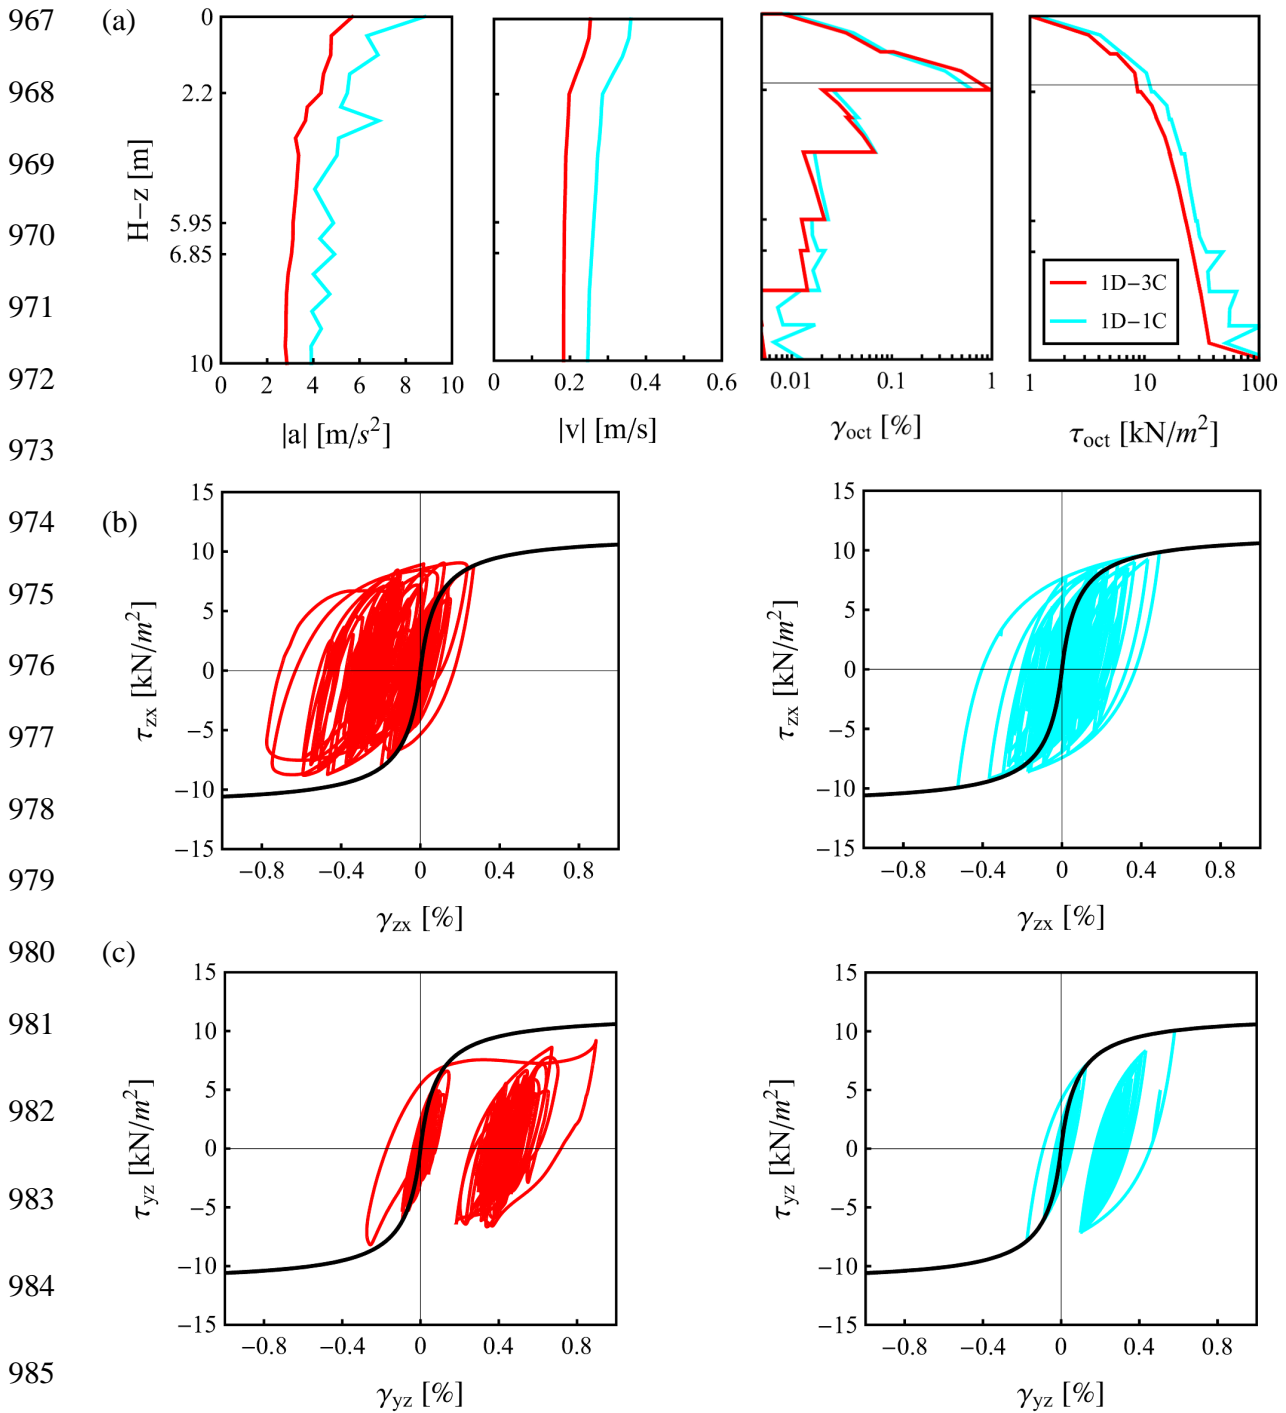 967
968
969
970
971
972
973
974
975
976
977
978
979
980
981
982
983
984
985
(a)
H−z [m]
0
2.2
5.95
6.85
10
0 2 4 6 8 10
|a| [m/s²]
0 0.2 0.4 0.6
|v| [m/s]
0.01 0.1 1
γoct [%]
1D−3C
1D−1C
1 10 100
τoct [kN/m²]
(b)
τzx [kN/m²]
15
10
5
0
−5
−10
−15
−0.8 −0.4 0 0.4 0.8
γzx [%]
τzx [kN/m²]
15
10
5
0
−5
−10
−15
−0.8 −0.4 0 0.4 0.8
γzx [%]
(c)
τyz [kN/m²]
15
10
5
0
−5
−10
−15
−0.8 −0.4 0 0.4 0.8
γyz [%]
τyz [kN/m²]
15
10
5
0
−5
−10
−15
−0.8 −0.4 0 0.4 0.8
γyz [%]